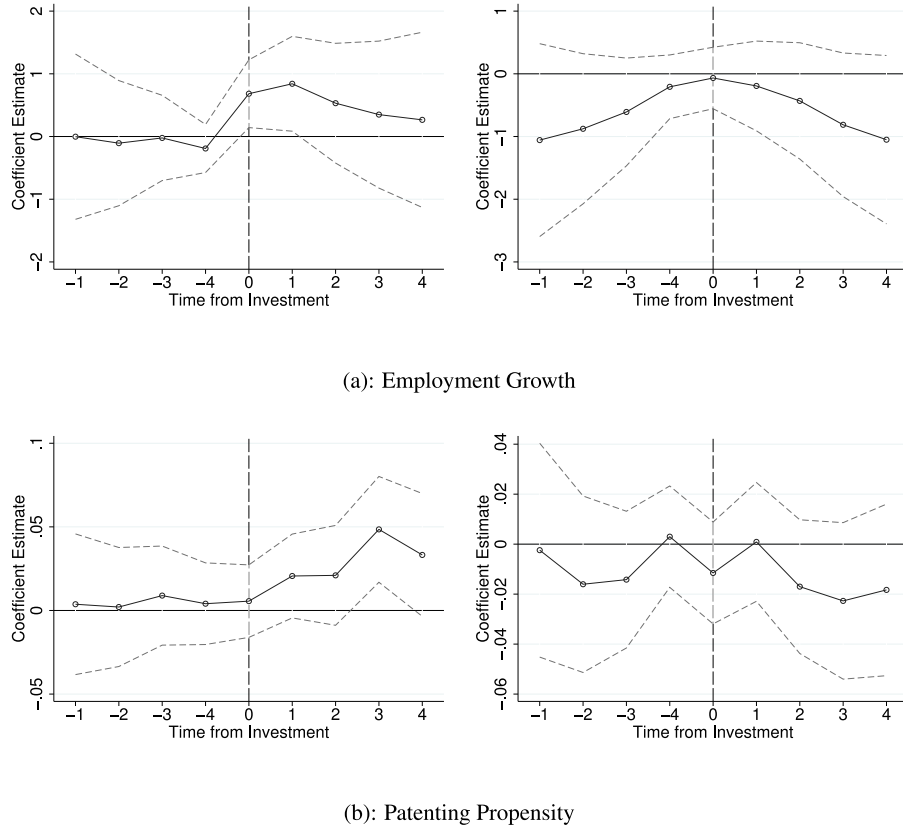 Coefficient Estimate
2
1
0
−1
−2
−1 −2 −3 −4 0 1 2 3 4
Time from Investment
Coefficient Estimate
1
0
−1
−2
−3
−1 −2 −3 −4 0 1 2 3 4
Time from Investment
(a): Employment Growth
Coefficient Estimate
.1
.05
0
−.05
−1 −2 −3 −4 0 1 2 3 4
Time from Investment
Coefficient Estimate
.04
.02
0
−.02
−.04
−.06
−1 −2 −3 −4 0 1 2 3 4
Time from Investment
(b): Patenting Propensity